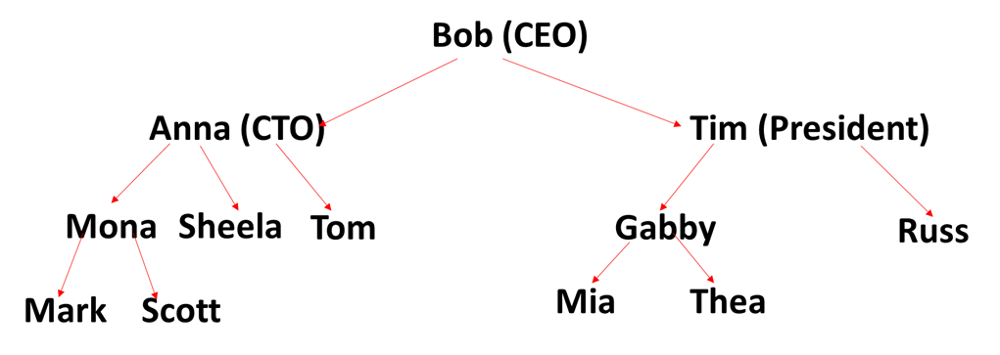 Bob (CEO)
Anna (CTO)
Tim (President)
Mona
Sheela
Tom
Gabby
Russ
Mark
Scott
Mia
Thea